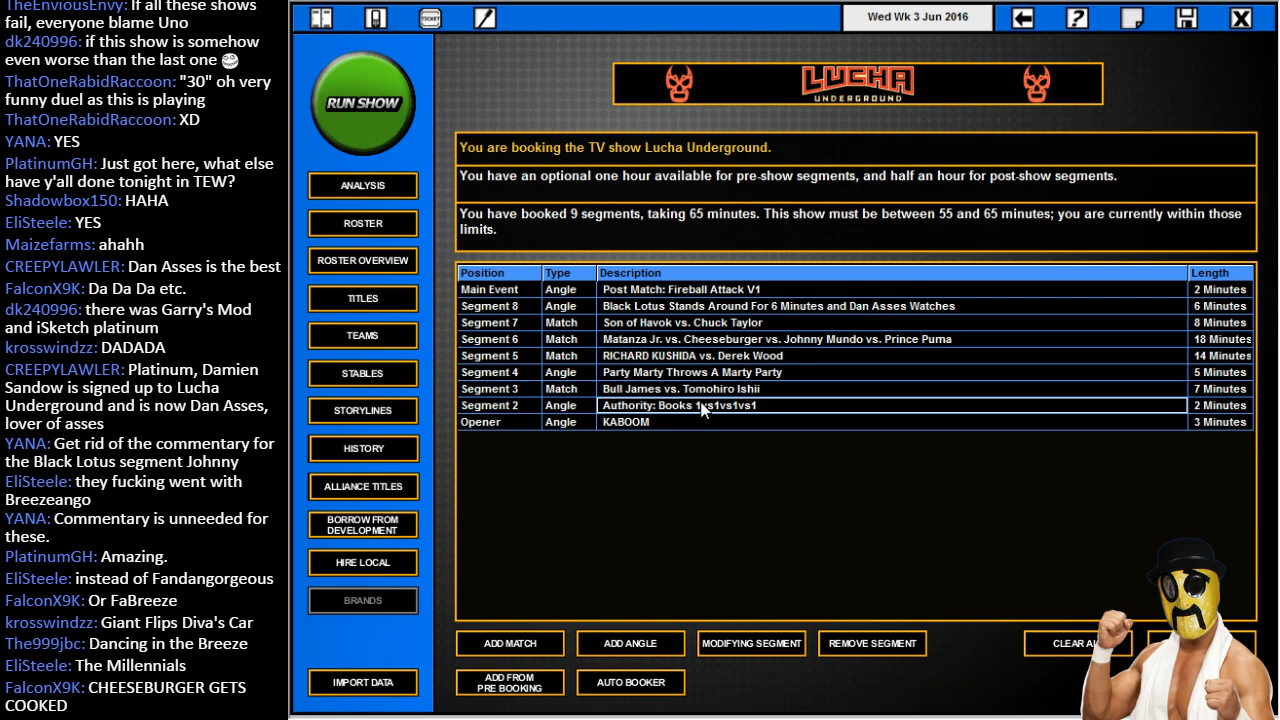 TheEnviousEnvy: If all these shows
fail, everyone blame Uno
dk240996: if this show is somehow
even worse than the last one
ThatOneRabidRaccoon: "30" oh very
funny duel as this is playing
ThatOneRabidRaccoon: XD
YANA: YES
PlatinumGH: Just got here, what else
have y'all done tonight in TEW?
Shadowbox150: HAHA
EliSteele: YES
Maizefarms: ahahh
CREEPYLAWLER: Dan Asses is the best
FalconX9K: Da Da Da etc.
dk240996: there was Garry's Mod
and iSketch platinum
krosswindzz: DADADA
CREEPYLAWLER: Platinum, Damien
Sandow is signed up to Lucha
Underground and is now Dan Asses,
lover of asses
YANA: Get rid of the commentary for
the Black Lotus segment Johnny
EliSteele: they fucking went with
Breezeango
YANA: Commentary is unneeded for
these.
PlatinumGH: Amazing.
EliSteele: instead of Fandangorgeous
FalconX9K: Or FaBreeze
krosswindzz: Giant Flips Diva's Car
The999jbc: Dancing in the Breeze
EliSteele: The Millennials
FalconX9K: CHEESEBURGER GETS
COOKED
TICKET
Wed Wk 3 Jun 2016
?
RUN SHOW
ANALYSIS
ROSTER
ROSTER OVERVIEW
TITLES
TEAMS
STABLES
STORYLINES
HISTORY
ALLIANCE TITLES
BORROW FROM
DEVELOPMENT
HIRE LOCAL
BRANDS
IMPORT DATA
LUCHA
UNDERGROUND
You are booking the TV show Lucha Underground.
You have an optional one hour available for pre-show segments, and half an hour for post-show segments.
You have booked 9 segments, taking 65 minutes. This show must be between 55 and 65 minutes; you are currently within those
limits.
Position Type Description Length
Main Event Angle Post Match: Fireball Attack V1 2 Minutes
Segment 8 Angle Black Lotus Stands Around For 6 Minutes and Dan Asses Watches 6 Minutes
Segment 7 Match Son of Havok vs. Chuck Taylor 8 Minutes
Segment 6 Match Matanza Jr. vs. Cheeseburger vs. Johnny Mundo vs. Prince Puma 18 Minutes
Segment 5 Match RICHARD KUSHIDA vs. Derek Wood 14 Minutes
Segment 4 Angle Party Marty Throws A Marty Party 5 Minutes
Segment 3 Match Bull James vs. Tomohiro Ishii 7 Minutes
Segment 2 Angle Authority: Books 1vs1vs1vs1 2 Minutes
Opener Angle KABOOM 3 Minutes
ADD MATCH
ADD ANGLE
MODIFYING SEGMENT
REMOVE SEGMENT
CLEAR AL
ADD FROM
PRE BOOKING
AUTO BOOKER